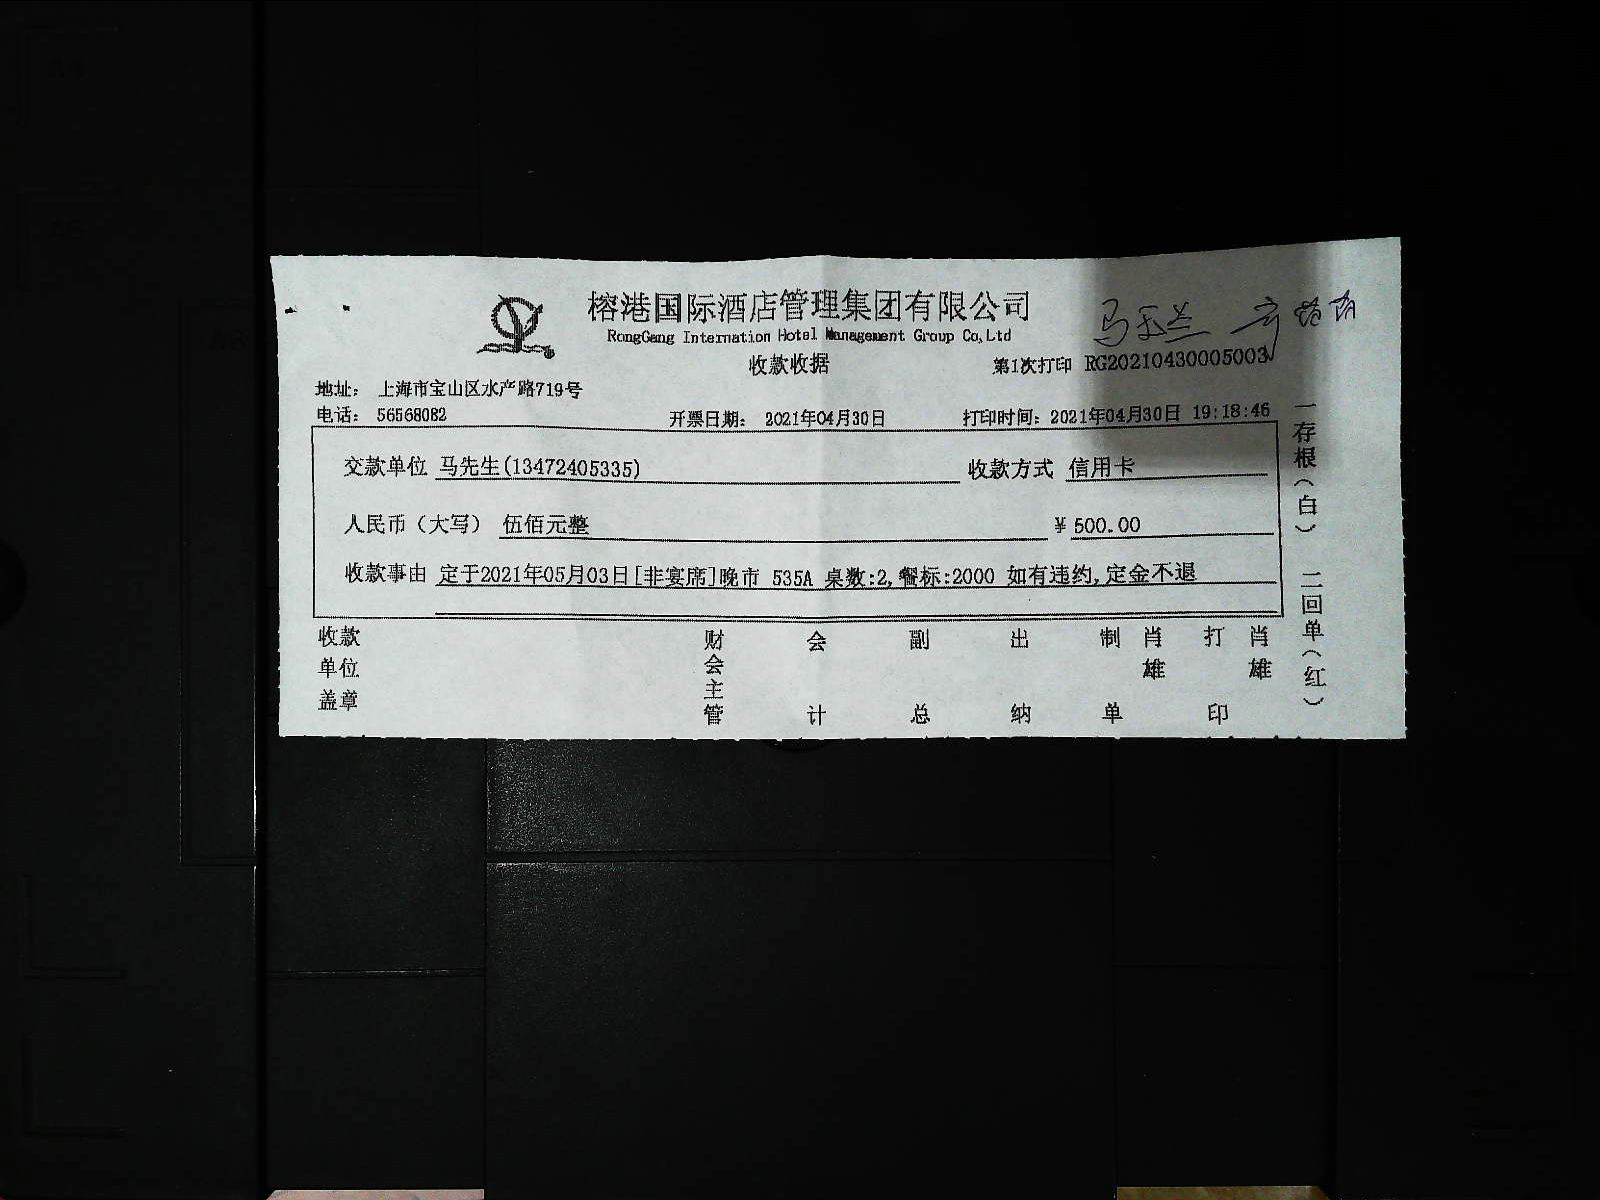 榕港国际酒店管理集团有限公司
RongGang Internation Hotel Management Group Co,Ltd
收款收据
第1次打印 RG20210430005003
地址： 上海市宝山区水产路719号
电话： 56568082
开票日期： 2021年04月30日
打印时间：2021年04月30日 19:18:46
交款单位 马先生(13472405335)
收款方式 信用卡
人民币（大写） 伍佰元整
¥ 500.00
收款事由 定于2021年05月03日[非宴席]晚市 535A 桌数:2,餐标:2000 如有违约,定金不退
收款单位盖章
财会主管
会计
副总
出纳
制单 肖雄
打印 肖雄
一存根（白） 二回单（红）